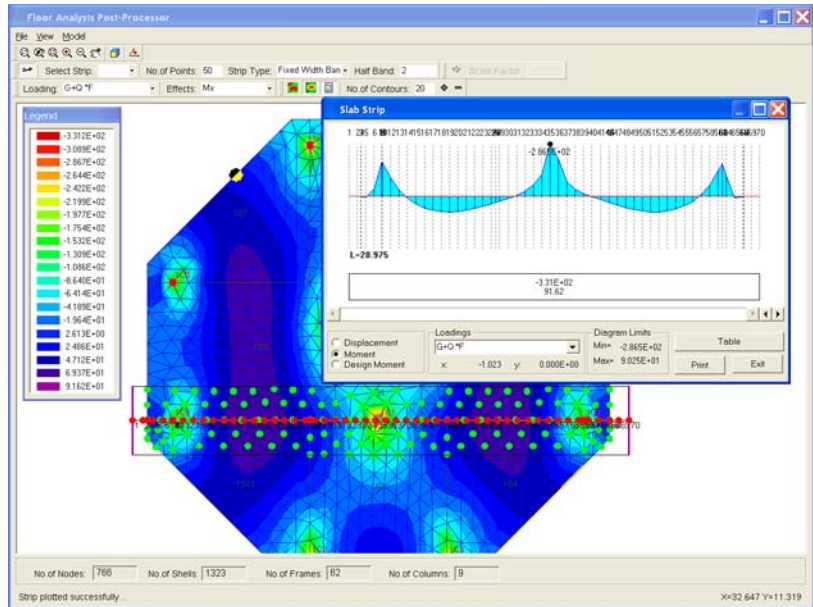 Floor Analysis Post-Processor
File View Model
Select Strip: No.of Points: 50 Strip Type: Fixed Width Ban Half Band: 2 Scale Factor
Loading: G+Q *F Effects: Mx No.of Contours: 20
Legend
-3.312E+02
-3.089E+02
-2.867E+02
-2.644E+02
-2.422E+02
-2.199E+02
-1.977E+02
-1.754E+02
-1.532E+02
-1.309E+02
-1.086E+02
-8.640E+01
-6.414E+01
-4.189E+01
-1.964E+01
2.613E+00
2.486E+01
4.712E+01
6.937E+01
9.162E+01
Slab Strip
-2.865E+02
L=28.975
-3.31E+02
91.62
Displacement
Moment
Design Moment
Loadings
G+Q *F
x: -1.023 y: 0.000E+00
Diagram Limits
Min= -2.865E+02
Max= 9.025E+01
Table
Print
Exit
No.of Nodes: 766 No.of Shells: 1323 No.of Frames: 62 No.of Columns: 9
Strip plotted successfully... X=32.647 Y=11.319